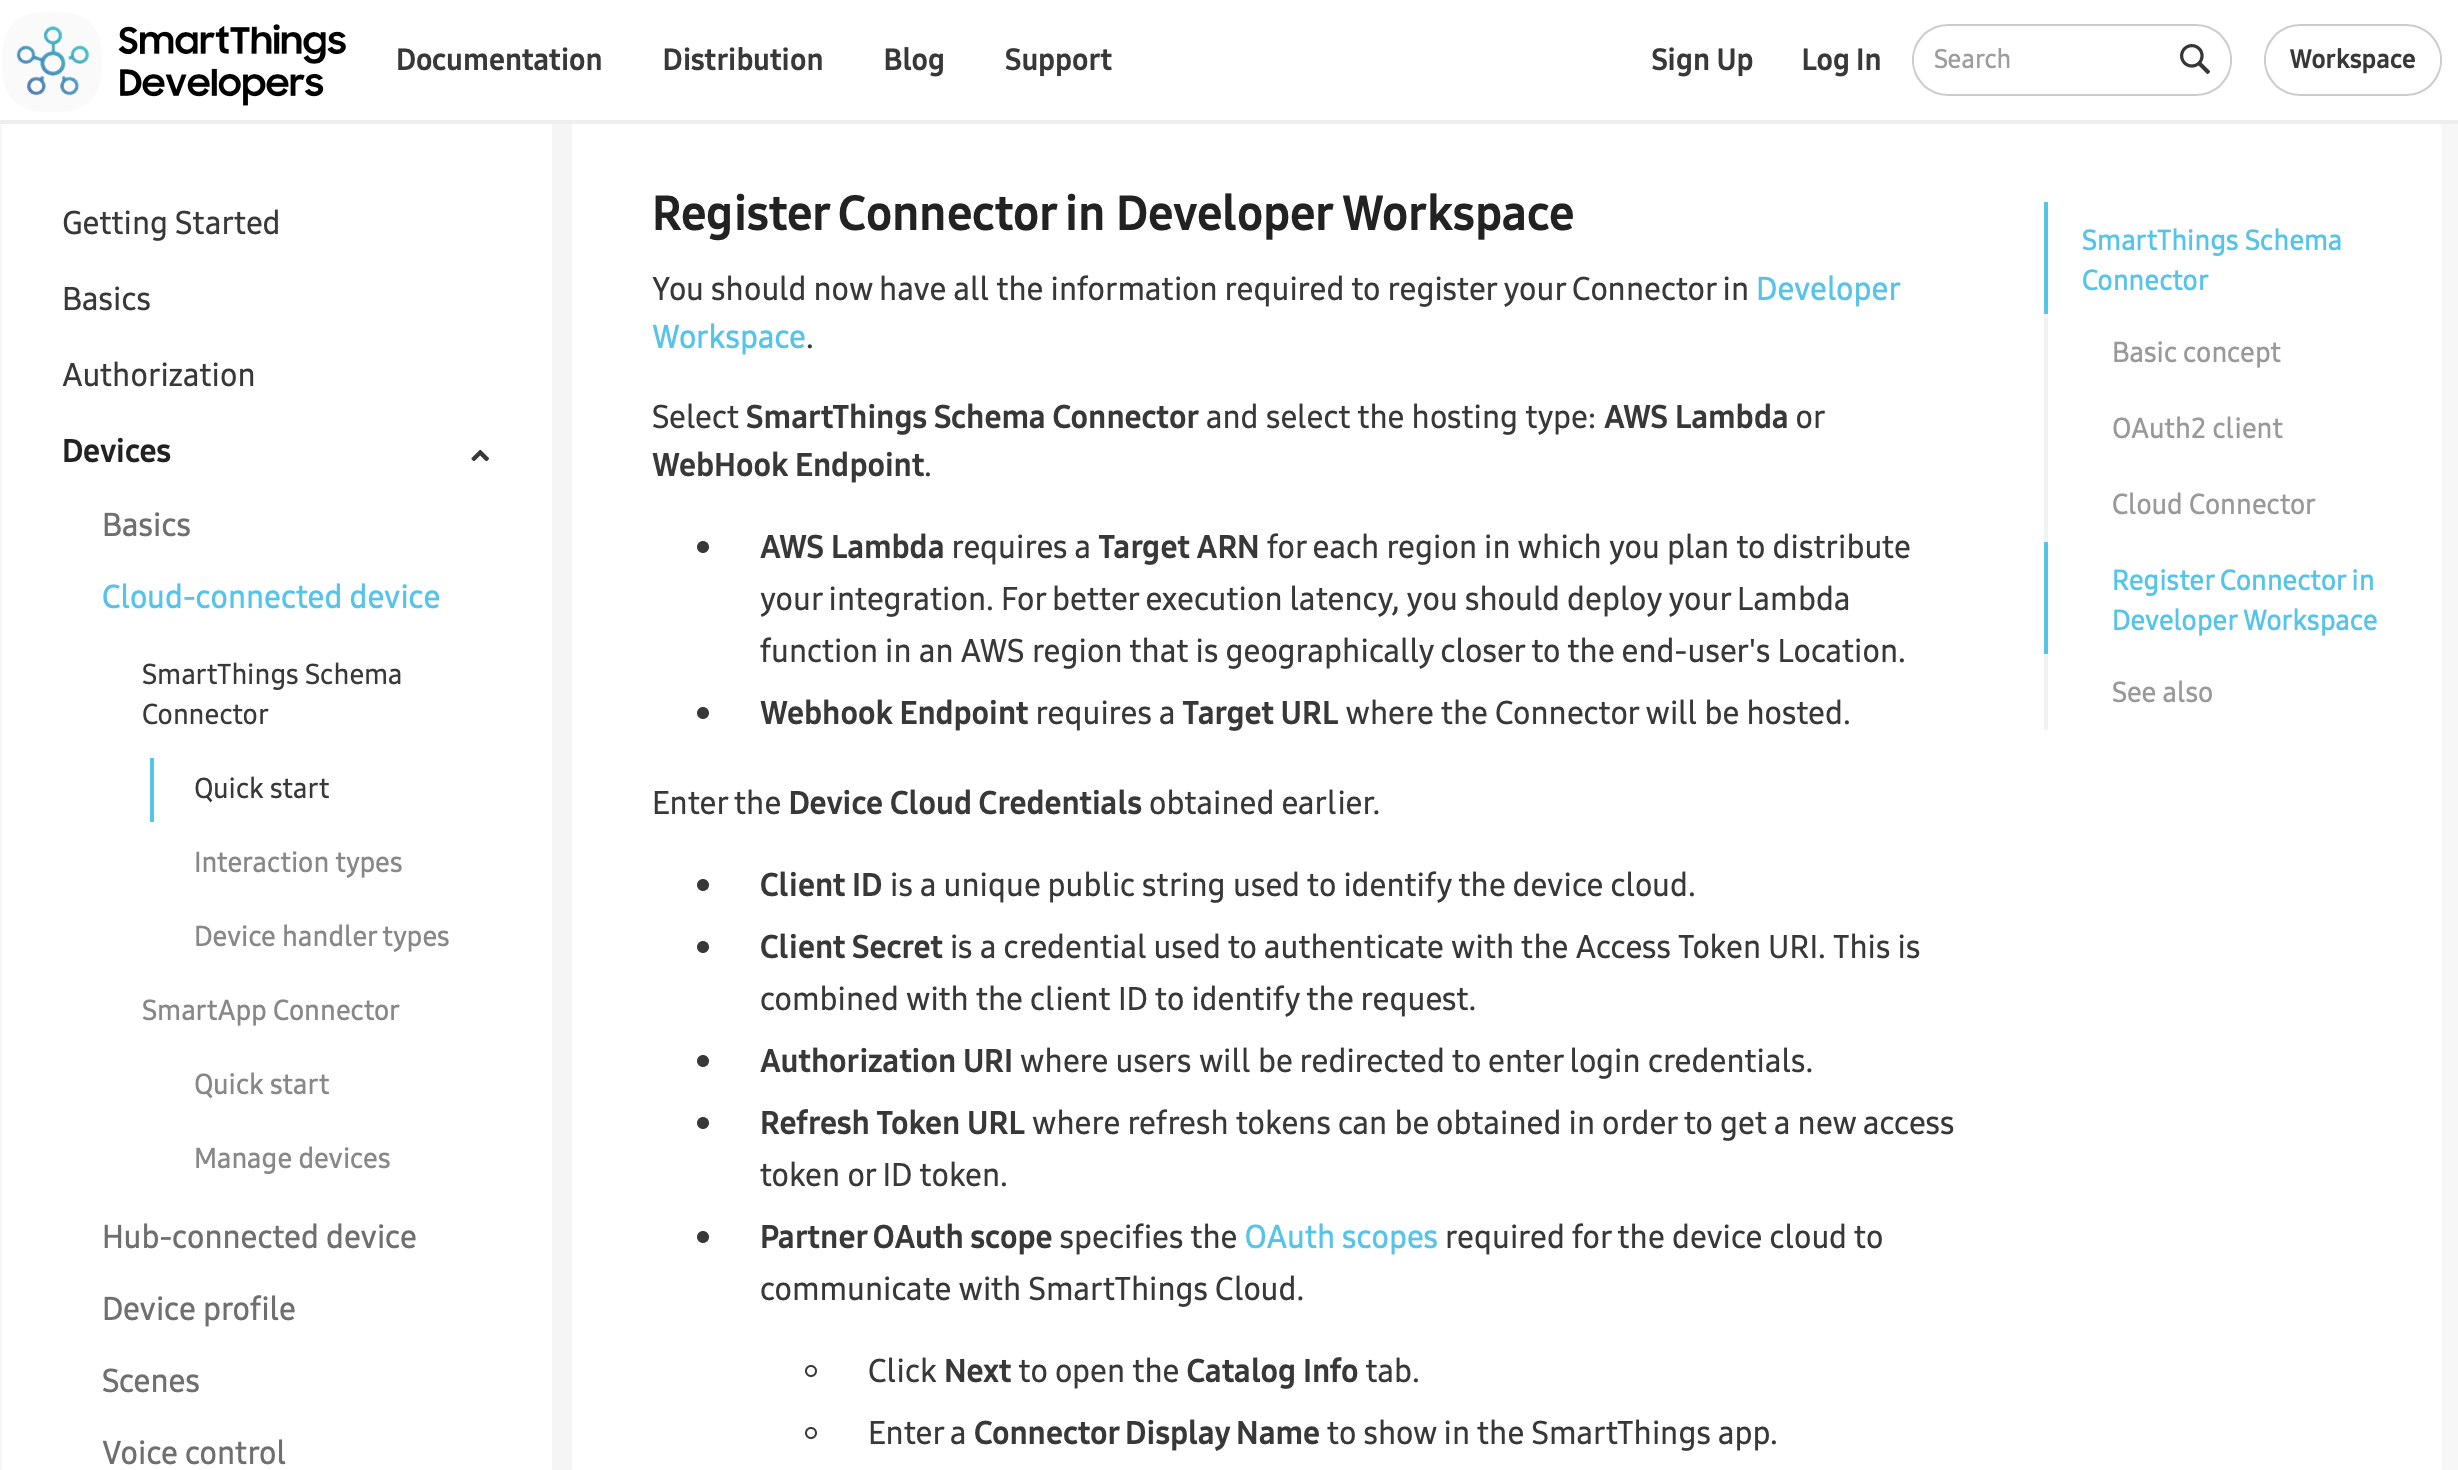 SmartThings
Developers
Documentation
Distribution
Blog
Support
Sign Up
Log In
Search
Workspace
Getting Started
Basics
Authorization
Devices
Basics
Cloud-connected device
SmartThings Schema
Connector
Quick start
Interaction types
Device handler types
SmartApp Connector
Quick start
Manage devices
Hub-connected device
Device profile
Scenes
Voice control
Register Connector in Developer Workspace
You should now have all the information required to register your Connector in Developer
Workspace.
Select SmartThings Schema Connector and select the hosting type: AWS Lambda or
WebHook Endpoint.
AWS Lambda requires a Target ARN for each region in which you plan to distribute
your integration. For better execution latency, you should deploy your Lambda
function in an AWS region that is geographically closer to the end-user's Location.
Webhook Endpoint requires a Target URL where the Connector will be hosted.
Enter the Device Cloud Credentials obtained earlier.
Client ID is a unique public string used to identify the device cloud.
Client Secret is a credential used to authenticate with the Access Token URI. This is
combined with the client ID to identify the request.
Authorization URI where users will be redirected to enter login credentials.
Refresh Token URL where refresh tokens can be obtained in order to get a new access
token or ID token.
Partner OAuth scope specifies the OAuth scopes required for the device cloud to
communicate with SmartThings Cloud.
Click Next to open the Catalog Info tab.
Enter a Connector Display Name to show in the SmartThings app.
SmartThings Schema
Connector
Basic concept
OAuth2 client
Cloud Connector
Register Connector in
Developer Workspace
See also